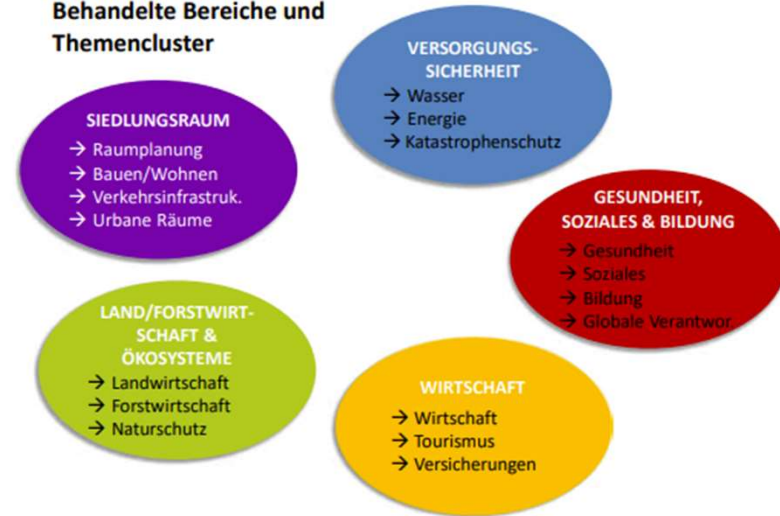 Behandelte Bereiche und
Themencluster
VERSORGUNGS-
SICHERHEIT
→ Wasser
→ Energie
→ Katastrophenschutz
SIEDLUNGSRAUM
→ Raumplanung
→ Bauen/Wohnen
→ Verkehrsinfrastruk.
→ Urbane Räume
GESUNDHEIT,
SOZIALES & BILDUNG
→ Gesundheit
→ Soziales
→ Bildung
→ Globale Verantwor.
LAND/FORSTWIRT-
SCHAFT &
ÖKOSYSTEME
→ Landwirtschaft
→ Forstwirtschaft
→ Naturschutz
WIRTSCHAFT
→ Wirtschaft
→ Tourismus
→ Versicherungen